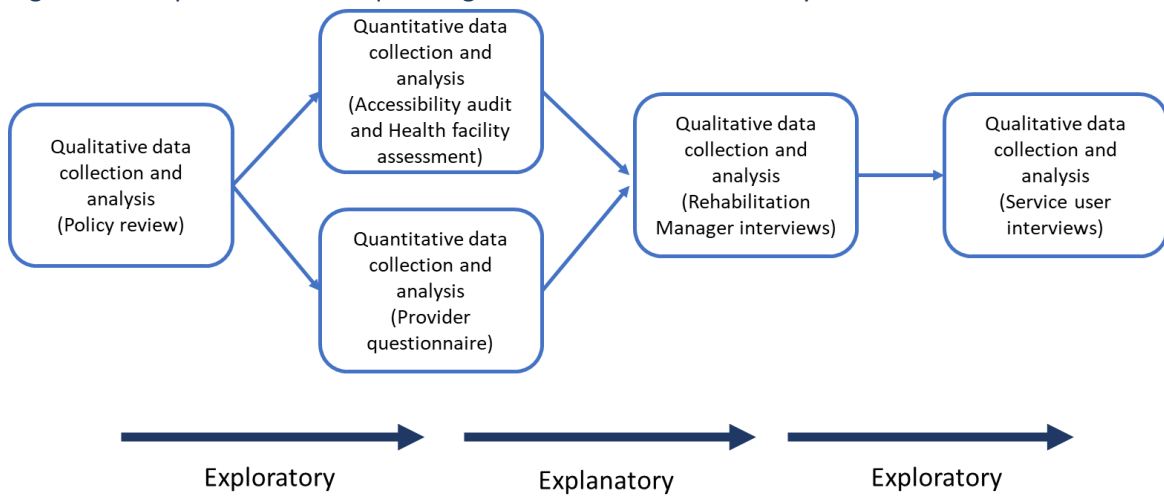 Qualitative data
collection and
analysis
(Policy review)
Quantitative data
collection and
analysis
(Accessibility audit
and Health facility
assessment)
Quantitative data
collection and
analysis
(Provider
questionnaire)
Qualitative data
collection and
analysis
(Rehabilitation
Manager interviews)
Qualitative data
collection and
analysis
(Service user
interviews)
Exploratory
Explanatory
Exploratory